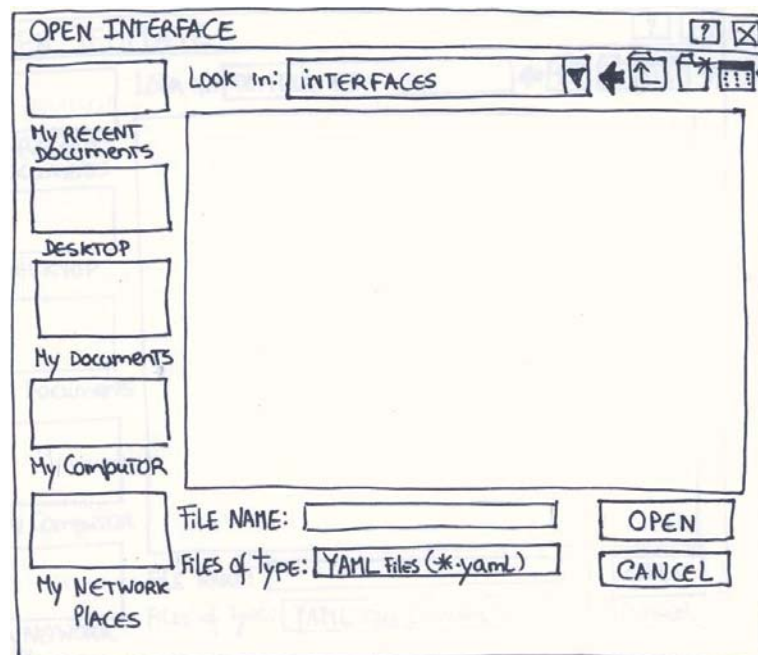 OPEN INTERFACE ?
Look in: iNTERFACES
My RECENT
Documents
DESKTOP
My Documents
My ComputOR
My NETWORK
PlACES
FiLE NAME:
OPEN
Files of type: YAML Files (*.yaml)
CANCEL